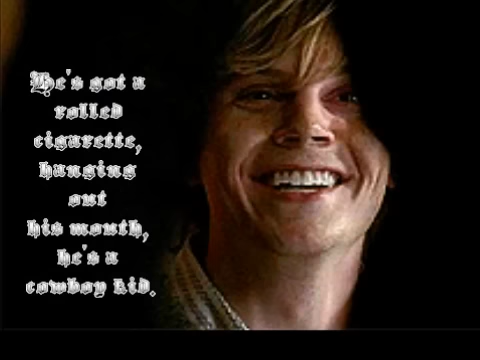 He's got a
rolled
cigarette,
hanging
out
his mouth,
he's a
cowboy kid.